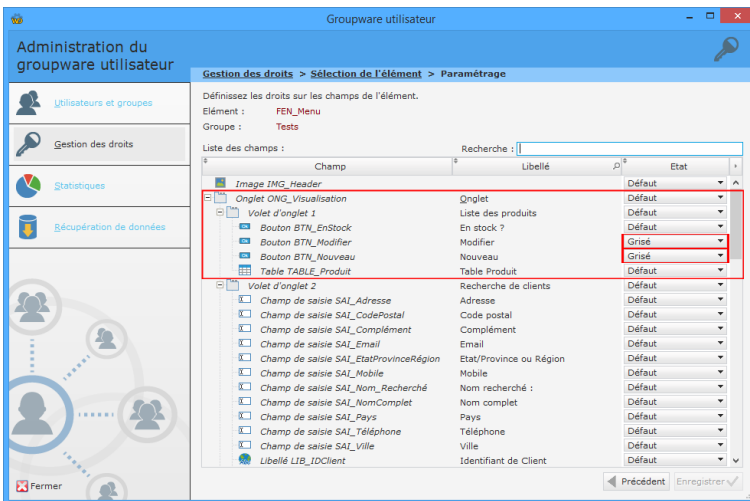 Groupware utilisateur
Administration du
groupware utilisateur
Gestion des droits > Sélection de l'élément > Paramétrage
Utilisateurs et groupes
Gestion des droits
Statistiques
Récupération de données
Fermer
Définissez les droits sur les champs de l'élément.
Elément : FEN_Menu
Groupe : Tests
Liste des champs : Recherche :
Champ Libellé Etat
Image IMG_Header Défaut
Onglet ONG_Visualisation Onglet Défaut
Volet d'onglet 1 Liste des produits Défaut
Bouton BTN_EnStock En stock ? Défaut
Bouton BTN_Modifier Modifier Grisé
Bouton BTN_Nouveau Nouveau Grisé
Table TABLE_Produit Table Produit Défaut
Volet d'onglet 2 Recherche de clients Défaut
Champ de saisie SAI_Adresse Adresse Défaut
Champ de saisie SAI_CodePostal Code postal Défaut
Champ de saisie SAI_Complément Complément Défaut
Champ de saisie SAI_Email Email Défaut
Champ de saisie SAI_EtatProvinceRégion Etat/Province ou Région Défaut
Champ de saisie SAI_Mobile Mobile Défaut
Champ de saisie SAI_Nom_Recherché Nom recherché : Défaut
Champ de saisie SAI_NomComplet Nom complet Défaut
Champ de saisie SAI_Pays Pays Défaut
Champ de saisie SAI_Téléphone Téléphone Défaut
Champ de saisie SAI_Ville Ville Défaut
Libellé LIB_IDClient Identifiant de Client Défaut
Précédent Enregistrer